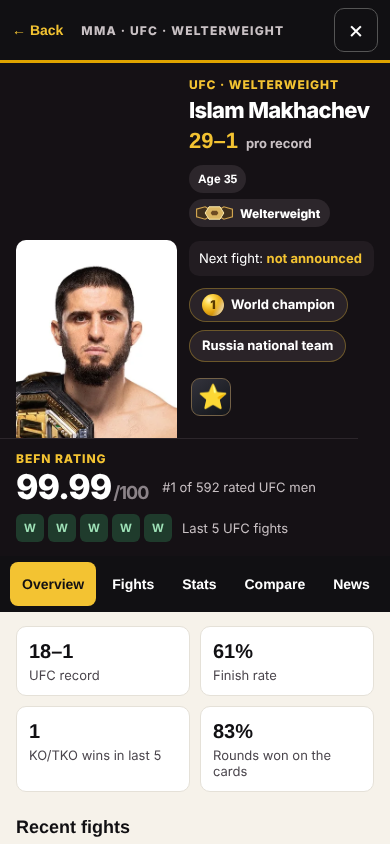 ← Back
MMA · UFC · WELTERWEIGHT
×
UFC · WELTERWEIGHT
Islam Makhachev
29–1 pro record
Age 35
Welterweight
Next fight: not announced
1 World champion
Russia national team
BEFN RATING
99.99/100 #1 of 592 rated UFC men
W W W W W Last 5 UFC fights
Overview Fights Stats Compare News
18–1
UFC record
61%
Finish rate
1
KO/TKO wins in last 5
83%
Rounds won on the
cards
Recent fights